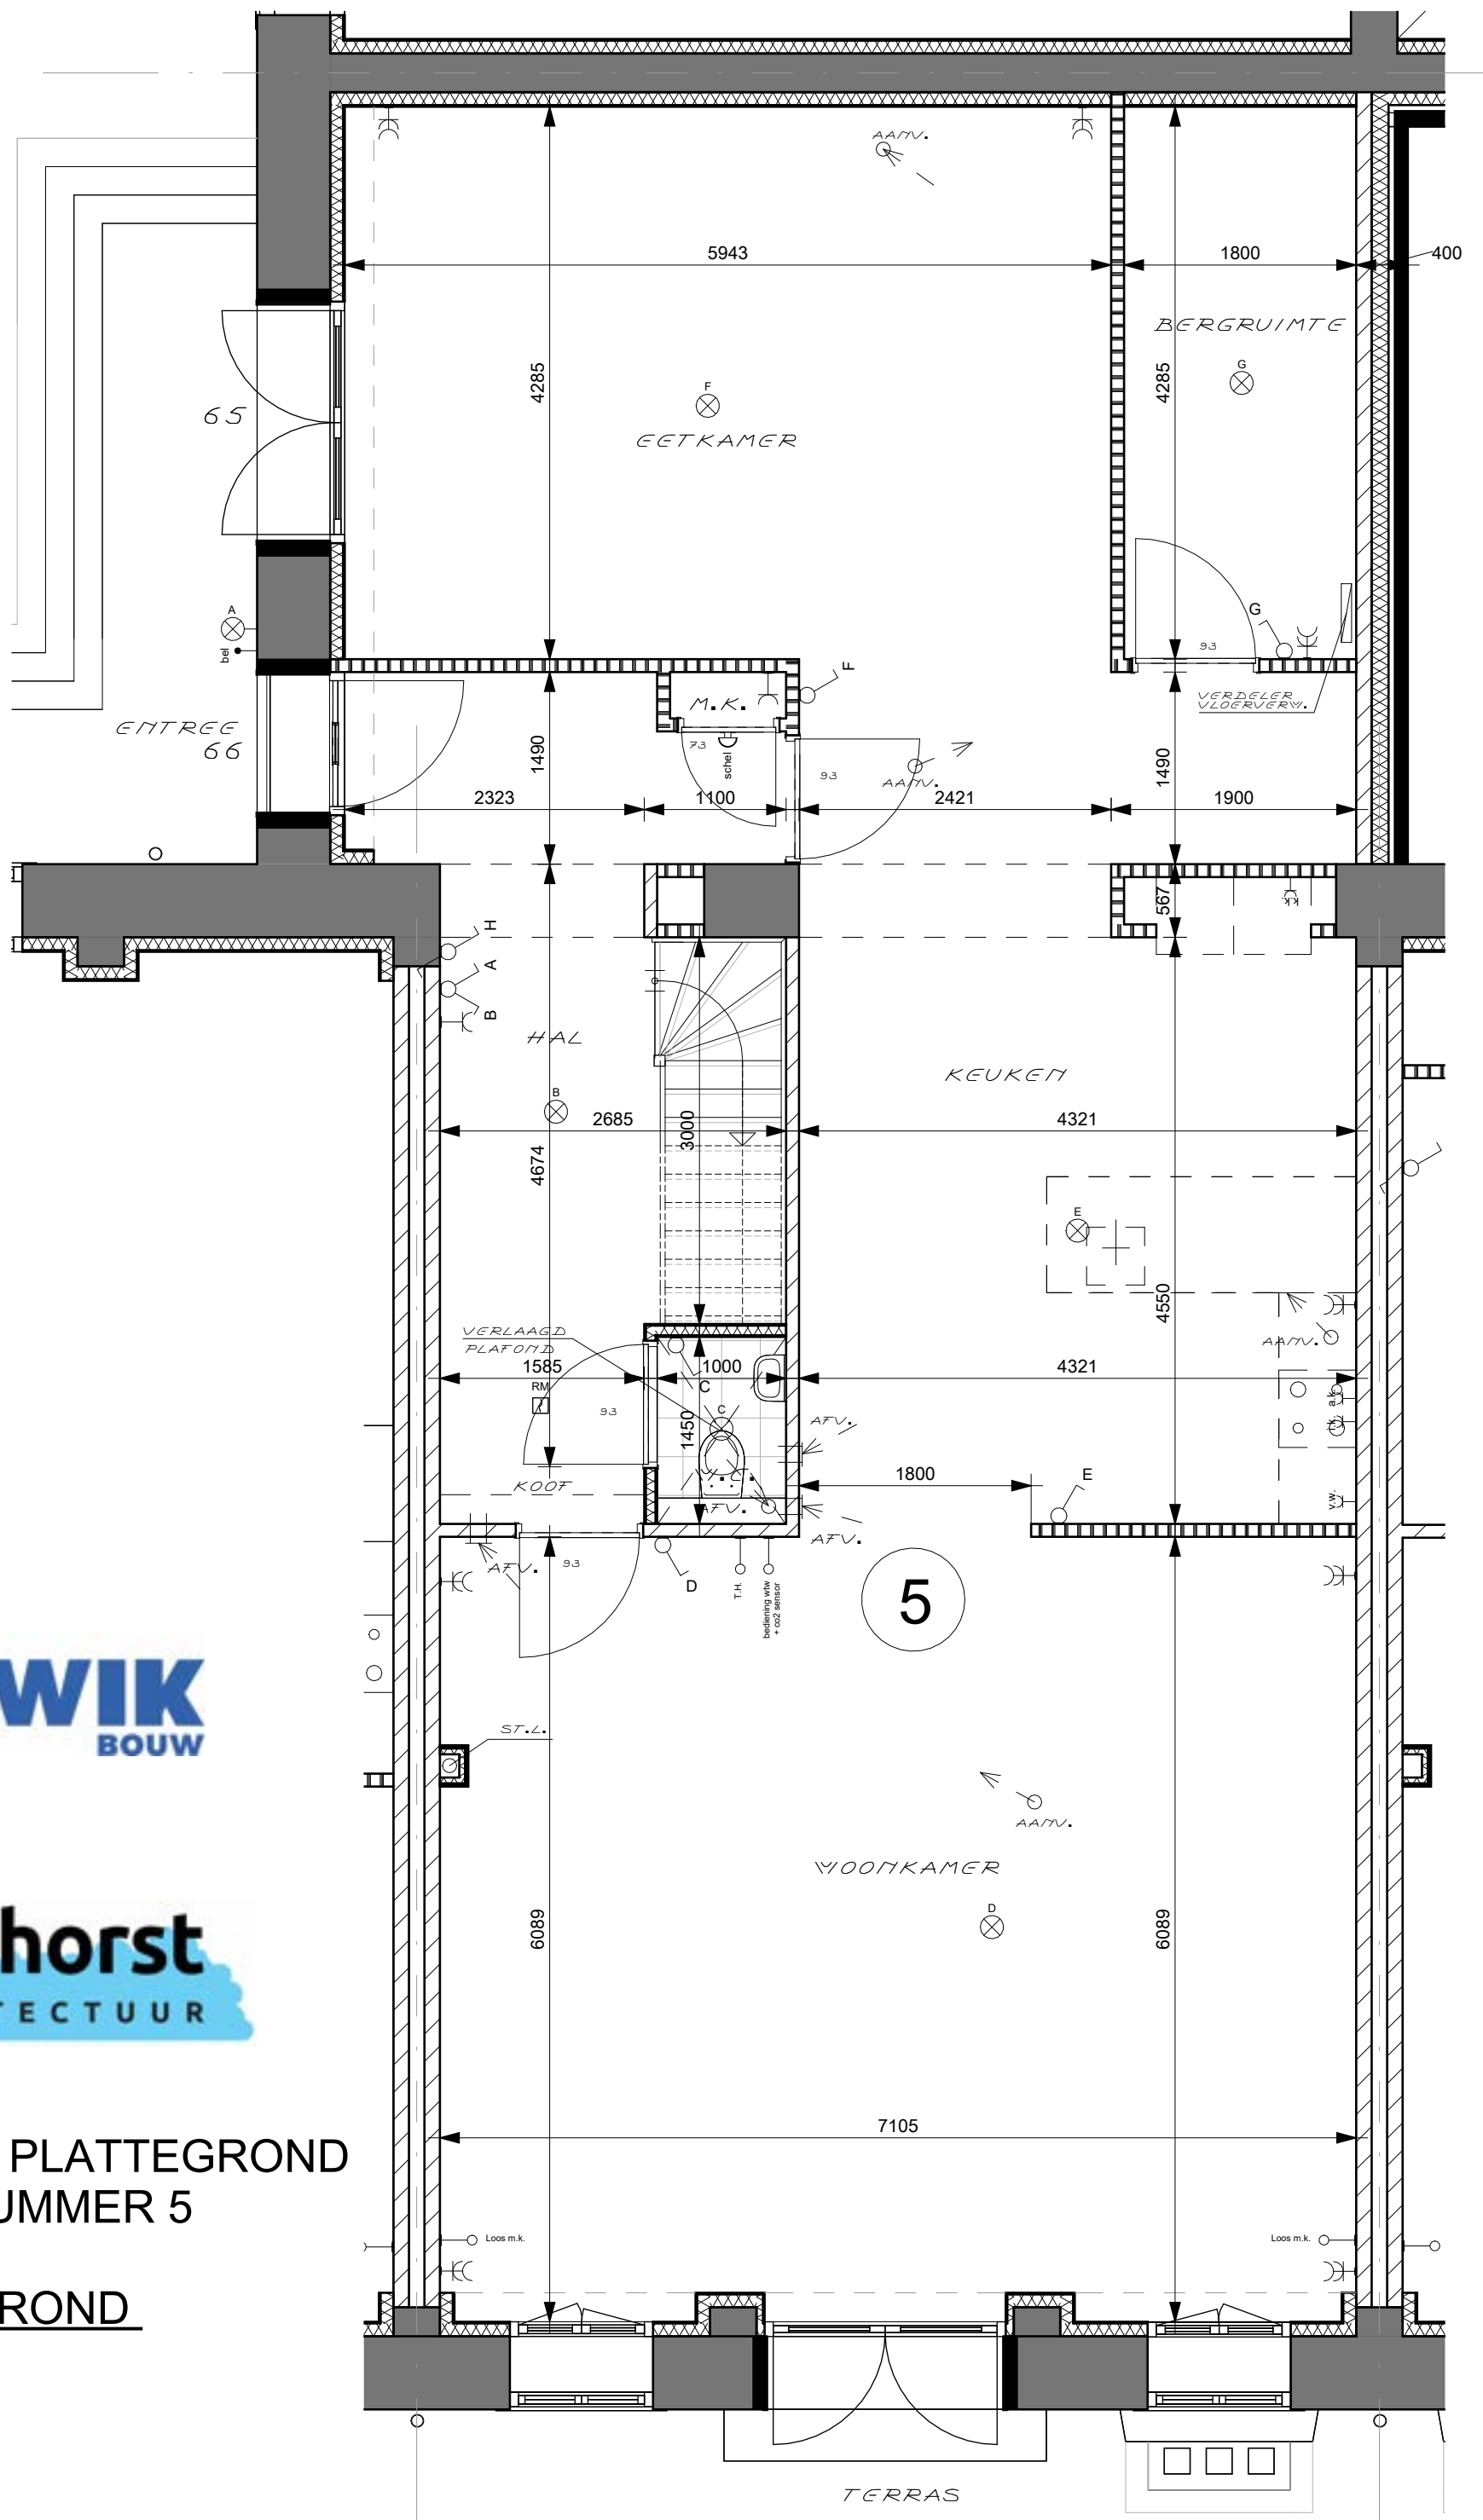 AANV.
5943
1800
400
BERGRUIMTE
G
4285
4285
F
EETKAMER
65
A
bel
G
93
F
M.K.
VERDELER
VLOERVERW.
ENTREE
66
73
schel
93
AANV.
1490
1490
2323
1100
2421
1900
567
k.k.
H
A
B
HAL
KEUKEN
B
2685
3000
4321
4674
E
4550
VERLAAGD
PLAFOND
AANV.
1585
1000
4321
RM
C
93
C
1450
a.k.
r.k.
AFV.
W.C.
KOOF
1800
E
v.w.
AFV.
AFV.
AFV.
93
D
T.H.
bediening wtw
+ co2 sensor
5
WIK
BOUW
ST.L.
AANV.
WOONKAMER
D
6089
6089
horst
TECTUUR
7105
PLATTEGROND
UMMER 5
Loos m.k.
Loos m.k.
ROND
TERRAS